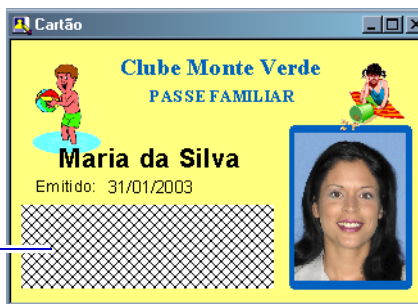 Cartão
Clube Monte Verde
PASSE FAMILIAR
Maria da Silva
Emitido: 31/01/2003